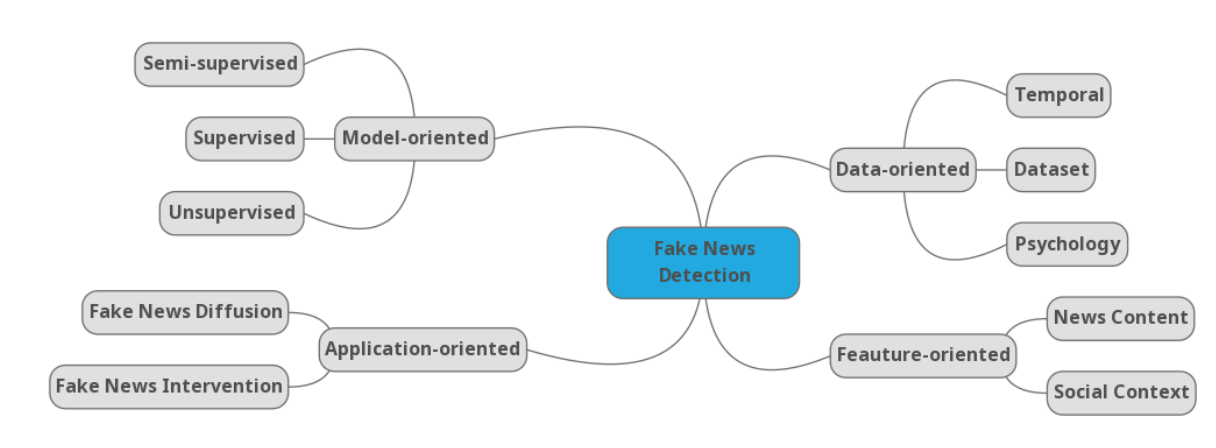 Semi-supervised
Supervised
Model-oriented
Unsupervised
Fake News Diffusion
Application-oriented
Fake News Intervention
Fake News
Detection
Temporal
Data-oriented
Dataset
Psychology
News Content
Feauture-oriented
Social Context